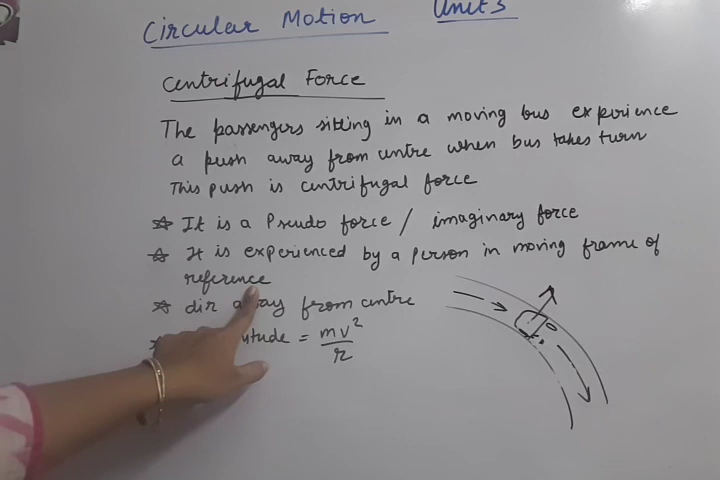 Circular Motion Unit 3
Centrifugal Force
The passengers sitting in a moving bus experience
a push away from centre when bus takes turn
This push is centrifugal force
☆ It is a Pseudo force / imaginary force
☆ It is experienced by a person in moving frame of
reference
☆ dir away from centre
= mv²/r